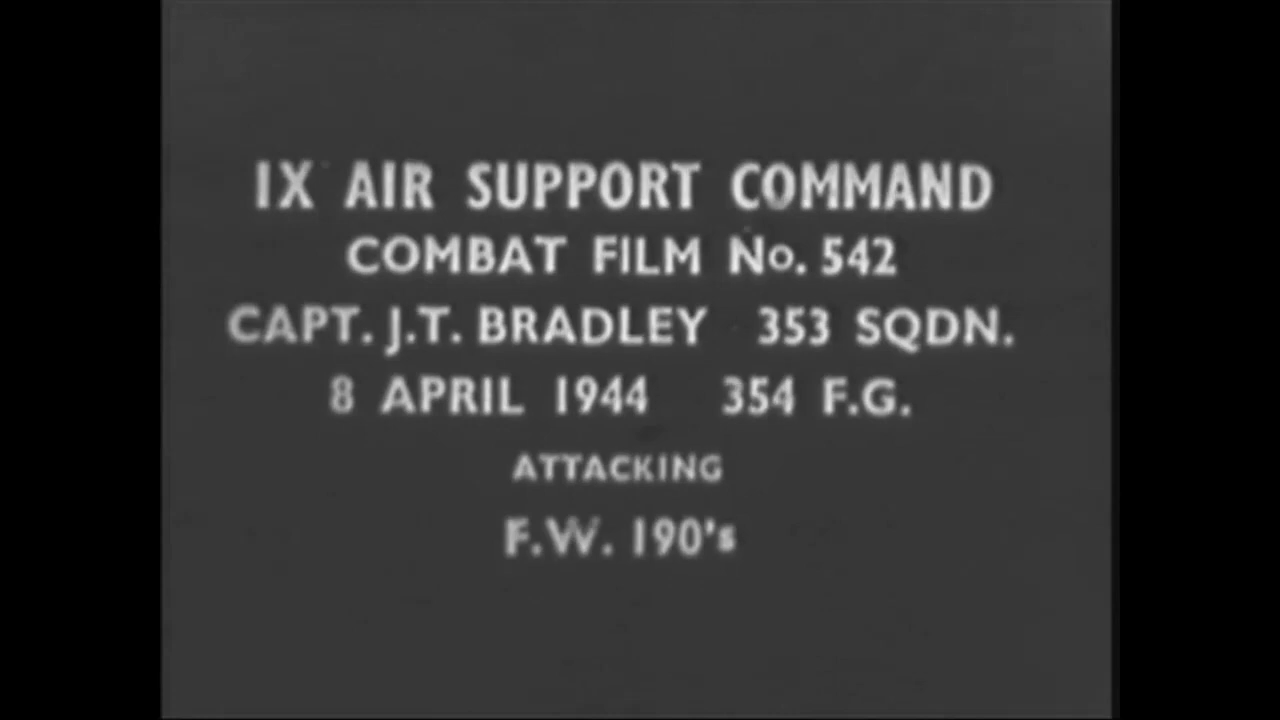 IX AIR SUPPORT COMMAND
COMBAT FILM No. 542
CAPT. J.T. BRADLEY 353 SQDN.
8 APRIL 1944 354 F.G.
ATTACKING
F.W. 190's